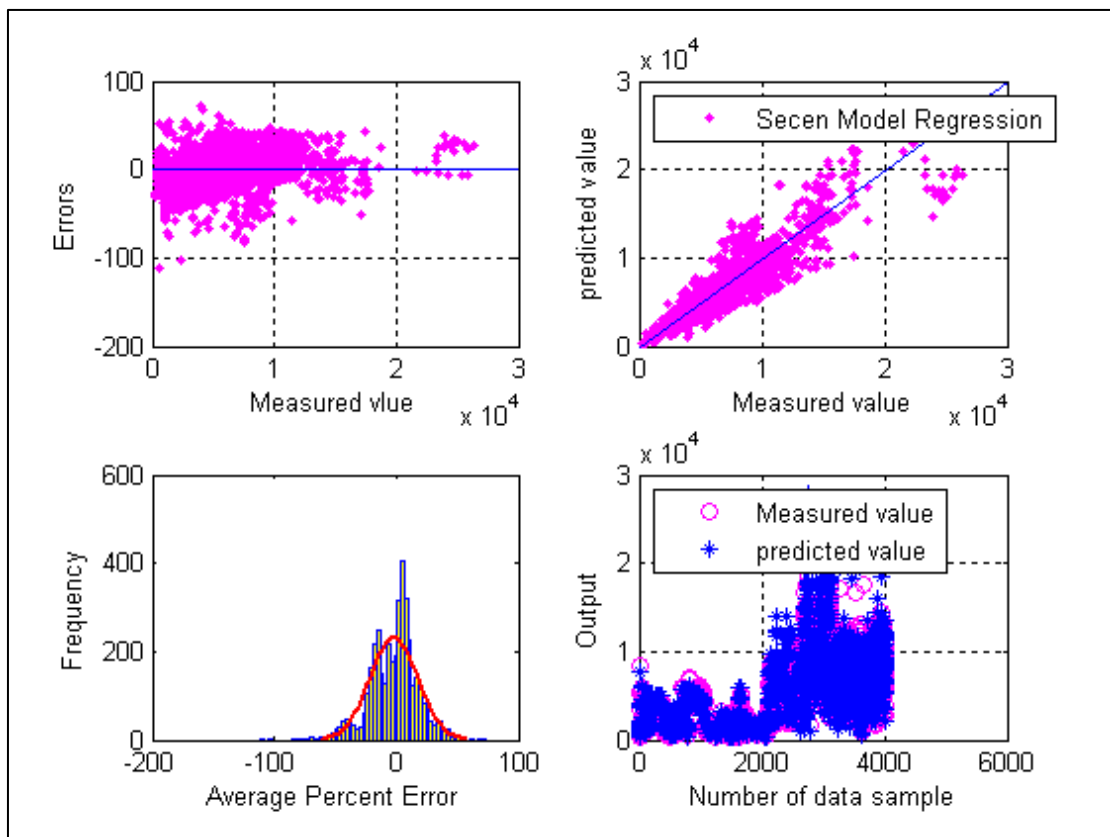 100
0
-100
-200
Errors
0 1 2 3
Measured vlue
x 10^4
x 10^4
3
2
1
0
predicted value
Secen Model Regression
0 1 2 3
Measured value
x 10^4
600
400
200
0
Frequency
-200 -100 0 100
Average Percent Error
x 10^4
3
2
1
0
Output
Measured value
predicted value
0 2000 4000 6000
Number of data sample